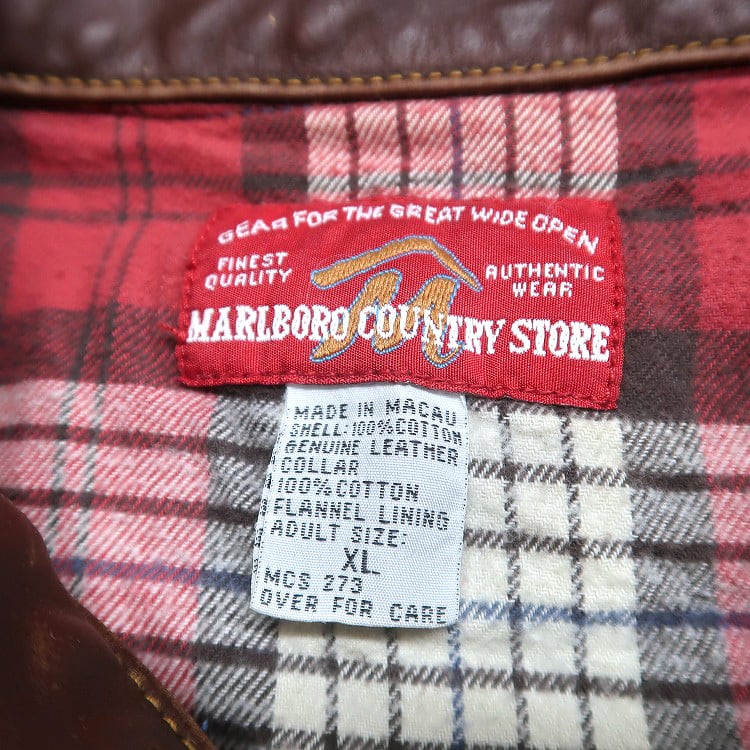 GEAR FOR THE GREAT WIDE OPEN
FINEST
QUALITY
AUTHENTIC
WEAR
M
MARLBORO COUNTRY STORE
MADE IN MACAU
SHELL: 100% COTTON
GENUINE LEATHER
COLLAR
100% COTTON
FLANNEL LINING
ADULT SIZE:
XL
MCS 273
OVER FOR CARE